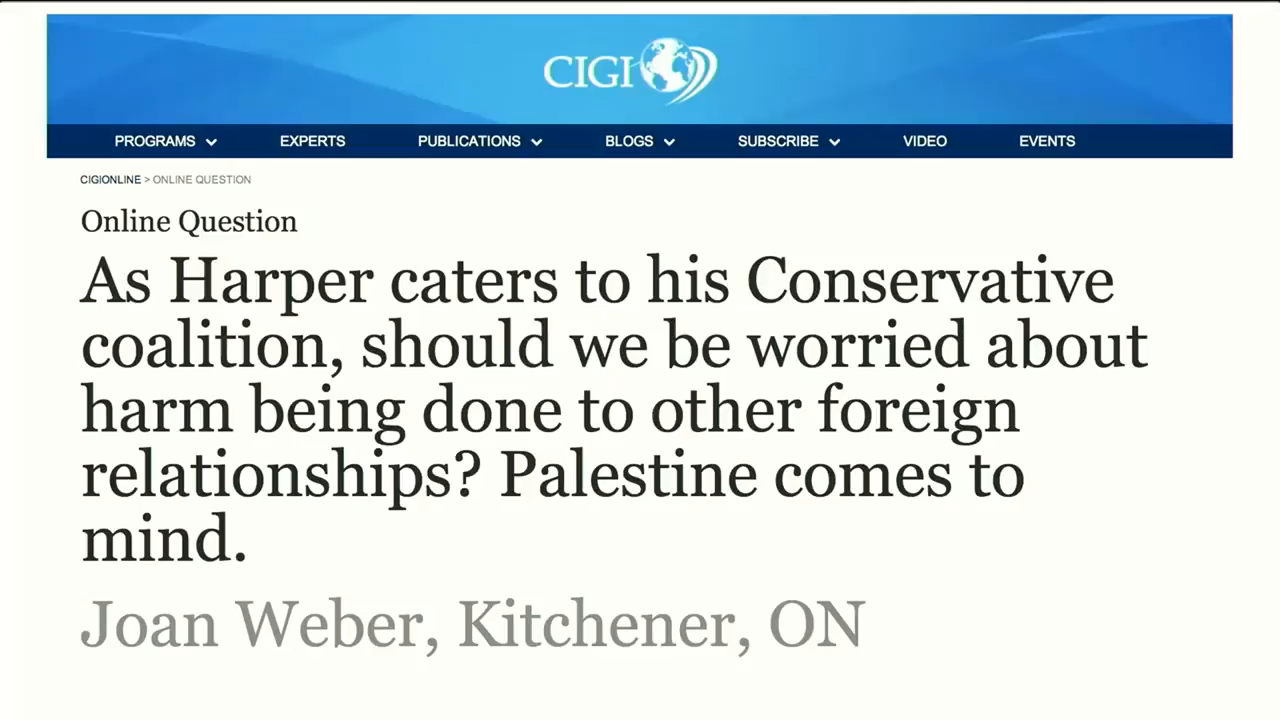 CIGI
PROGRAMS EXPERTS PUBLICATIONS BLOGS SUBSCRIBE VIDEO EVENTS
CIGIONLINE > ONLINE QUESTION
Online Question
As Harper caters to his Conservative
coalition, should we be worried about
harm being done to other foreign
relationships? Palestine comes to
mind.
Joan Weber, Kitchener, ON